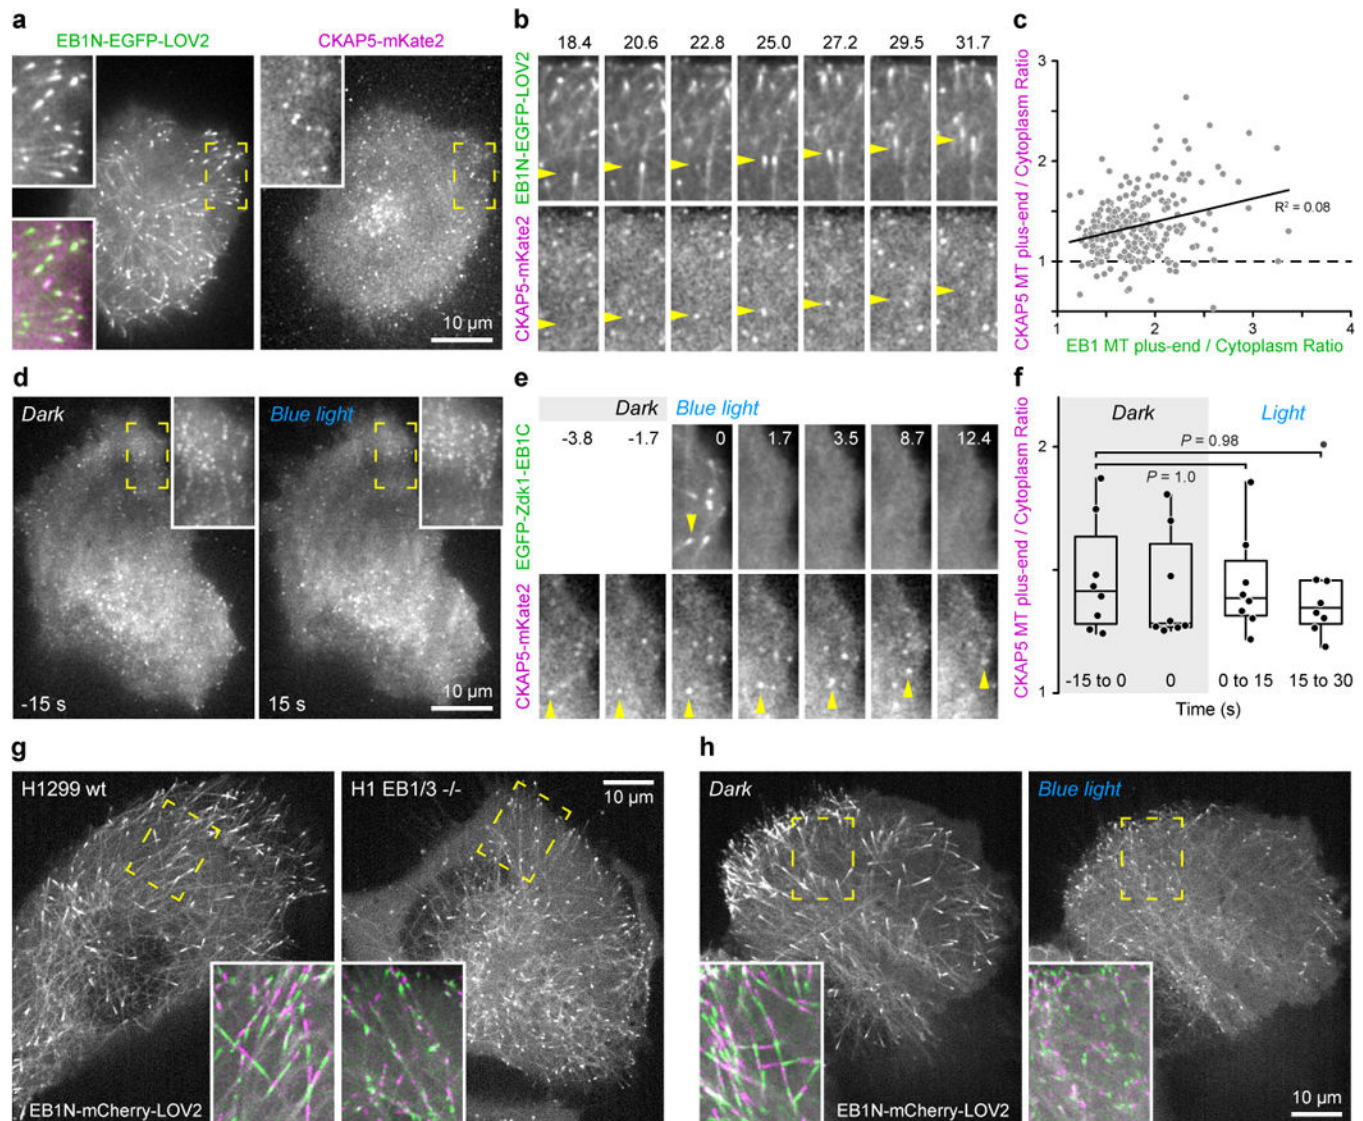 a
EB1N-EGFP-LOV2
CKAP5-mKate2
10 µm
b
18.4 20.6 22.8 25.0 27.2 29.5 31.7
EB1N-EGFP-LOV2
CKAP5-mKate2
c
CKAP5 MT plus-end / Cytoplasm Ratio
3
2
1
R² = 0.08
1 2 3 4
EB1 MT plus-end / Cytoplasm Ratio
d
Dark
Blue light
-15 s
15 s
10 µm
e
Dark Blue light
-3.8 -1.7 0 1.7 3.5 8.7 12.4
EGFP-Zdk1-EB1C
CKAP5-mKate2
f
CKAP5 MT plus-end / Cytoplasm Ratio
2
1
Dark Light
P = 0.98
P = 1.0
-15 to 0 0 0 to 15 15 to 30
Time (s)
g
H1299 wt
H1 EB1/3 -/-
10 µm
EB1N-mCherry-LOV2
h
Dark
Blue light
EB1N-mCherry-LOV2
10 µm